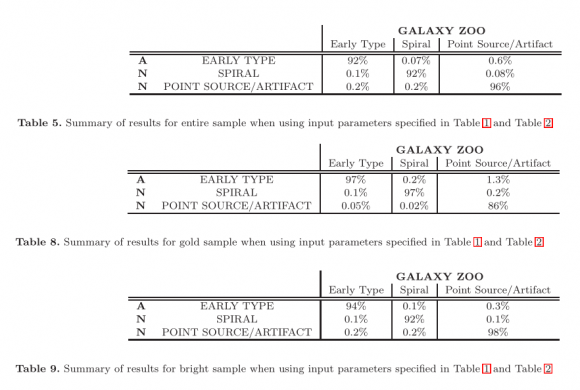 GALAXY ZOO
Early Type Spiral Point Source/Artifact
A EARLY TYPE 92% 0.07% 0.6%
N SPIRAL 0.1% 92% 0.08%
N POINT SOURCE/ARTIFACT 0.2% 0.2% 96%
Table 5. Summary of results for entire sample when using input parameters specified in Table 1 and Table 2
GALAXY ZOO
Early Type Spiral Point Source/Artifact
A EARLY TYPE 97% 0.2% 1.3%
N SPIRAL 0.1% 97% 0.2%
N POINT SOURCE/ARTIFACT 0.05% 0.02% 86%
Table 8. Summary of results for gold sample when using input parameters specified in Table 1 and Table 2
GALAXY ZOO
Early Type Spiral Point Source/Artifact
A EARLY TYPE 94% 0.1% 0.3%
N SPIRAL 0.1% 92% 0.1%
N POINT SOURCE/ARTIFACT 0.2% 0.2% 98%
Table 9. Summary of results for bright sample when using input parameters specified in Table 1 and Table 2